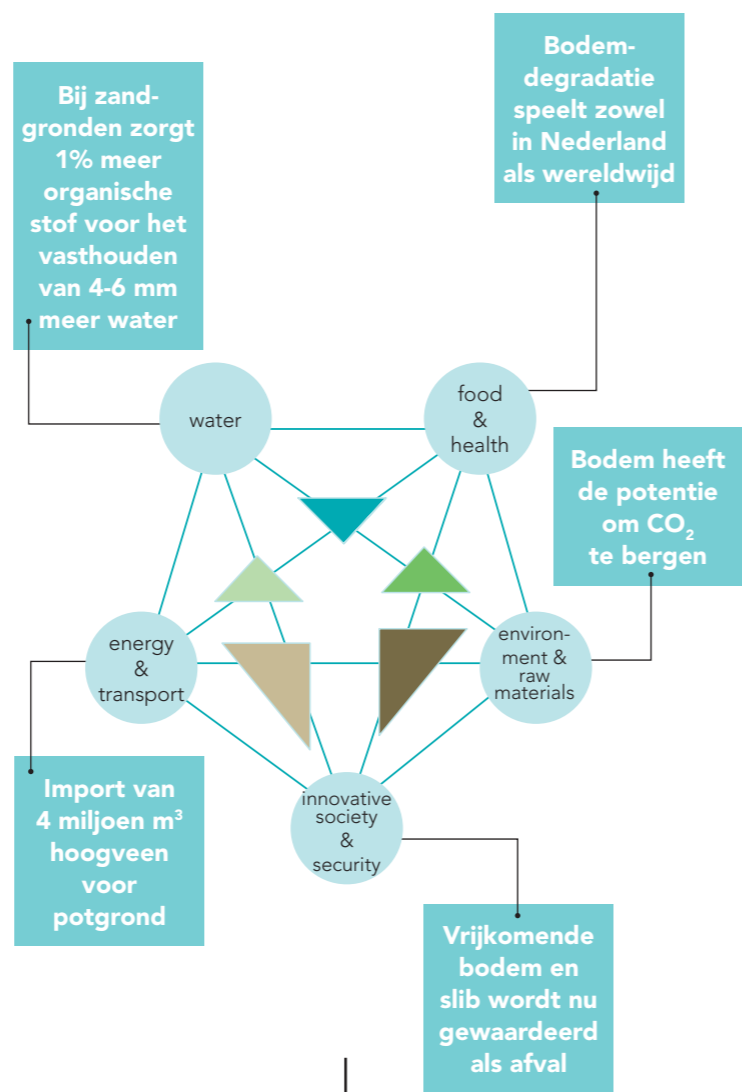 Bij zand-
gronden zorgt
1% meer
organische
stof voor het
vasthouden
van 4-6 mm
meer water
Bodem-
degradatie
speelt zowel
in Nederland
als wereldwijd
water
food
&
health
Bodem heeft
de potentie
om CO₂
te bergen
energy
&
transport
environ-
ment &
raw
materials
Import van
4 miljoen m³
hoogveen
voor
potgrond
innovative
society
&
security
Vrijkomende
bodem en
slib wordt nu
gewaardeerd
als afval